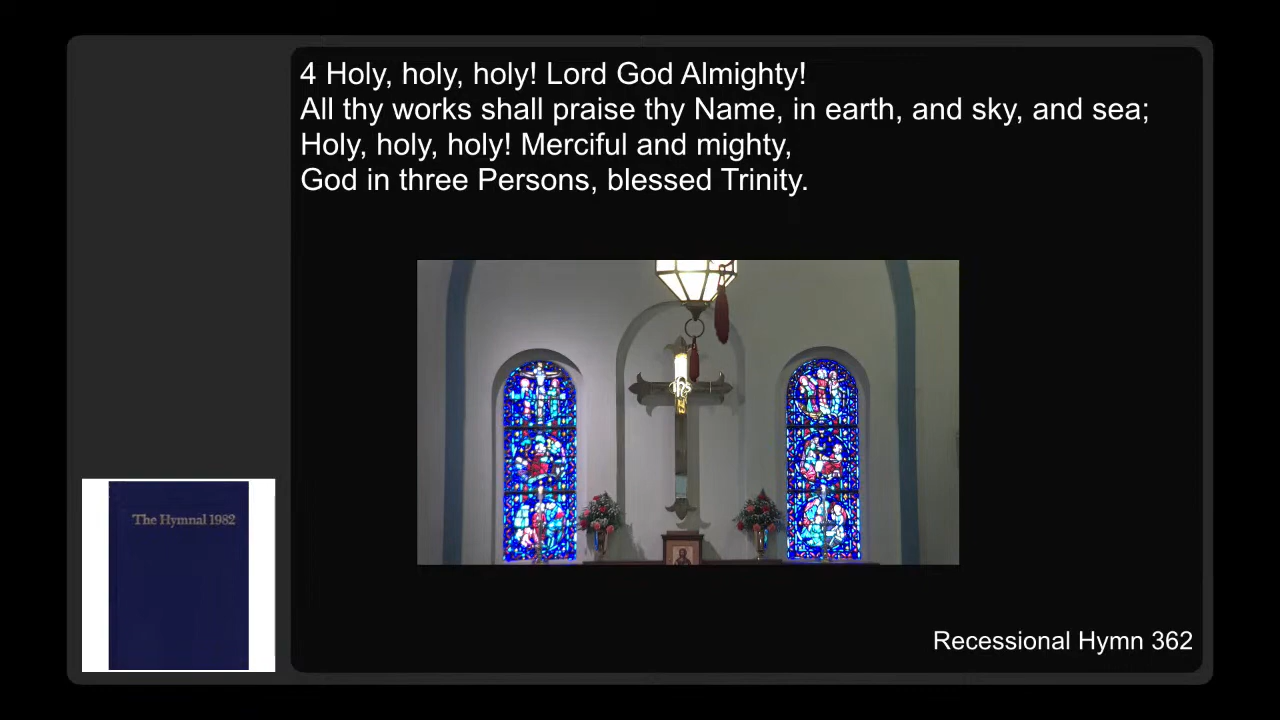 4 Holy, holy, holy! Lord God Almighty!
All thy works shall praise thy Name, in earth, and sky, and sea;
Holy, holy, holy! Merciful and mighty,
God in three Persons, blessed Trinity.
IHS
The Hymnal 1982
Recessional Hymn 362